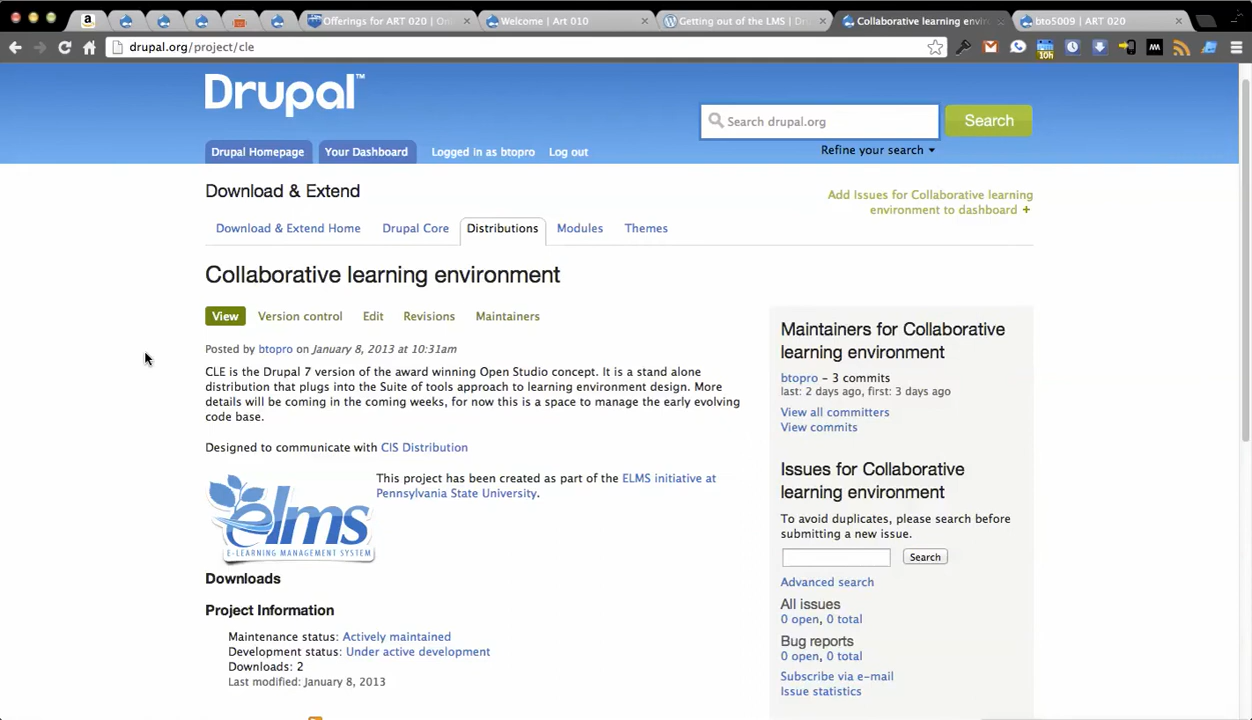 Offerings for ART 020 | Onli
Welcome | Art 010
Getting out of the LMS | Dr
Collaborative learning envir
bto5009 | ART 020
drupal.org/project/cle
10h
Drupal™
Search drupal.org
Search
Refine your search
Drupal Homepage
Your Dashboard
Logged in as btopro
Log out
Download & Extend
Add Issues for Collaborative learning
environment to dashboard +
Download & Extend Home
Drupal Core
Distributions
Modules
Themes
Collaborative learning environment
View
Version control
Edit
Revisions
Maintainers
Posted by btopro on January 8, 2013 at 10:31am
CLE is the Drupal 7 version of the award winning Open Studio concept. It is a stand alone
distribution that plugs into the Suite of tools approach to learning environment design. More
details will be coming in the coming weeks, for now this is a space to manage the early evolving
code base.
Designed to communicate with CIS Distribution
elms
E-LEARNING MANAGEMENT SYSTEM
This project has been created as part of the ELMS initiative at
Pennsylvania State University.
Downloads
Project Information
Maintenance status: Actively maintained
Development status: Under active development
Downloads: 2
Last modified: January 8, 2013
Maintainers for Collaborative
learning environment
btopro – 3 commits
last: 2 days ago, first: 3 days ago
View all committers
View commits
Issues for Collaborative
learning environment
To avoid duplicates, please search before
submitting a new issue.
Search
Advanced search
All issues
0 open, 0 total
Bug reports
0 open, 0 total
Subscribe via e-mail
Issue statistics